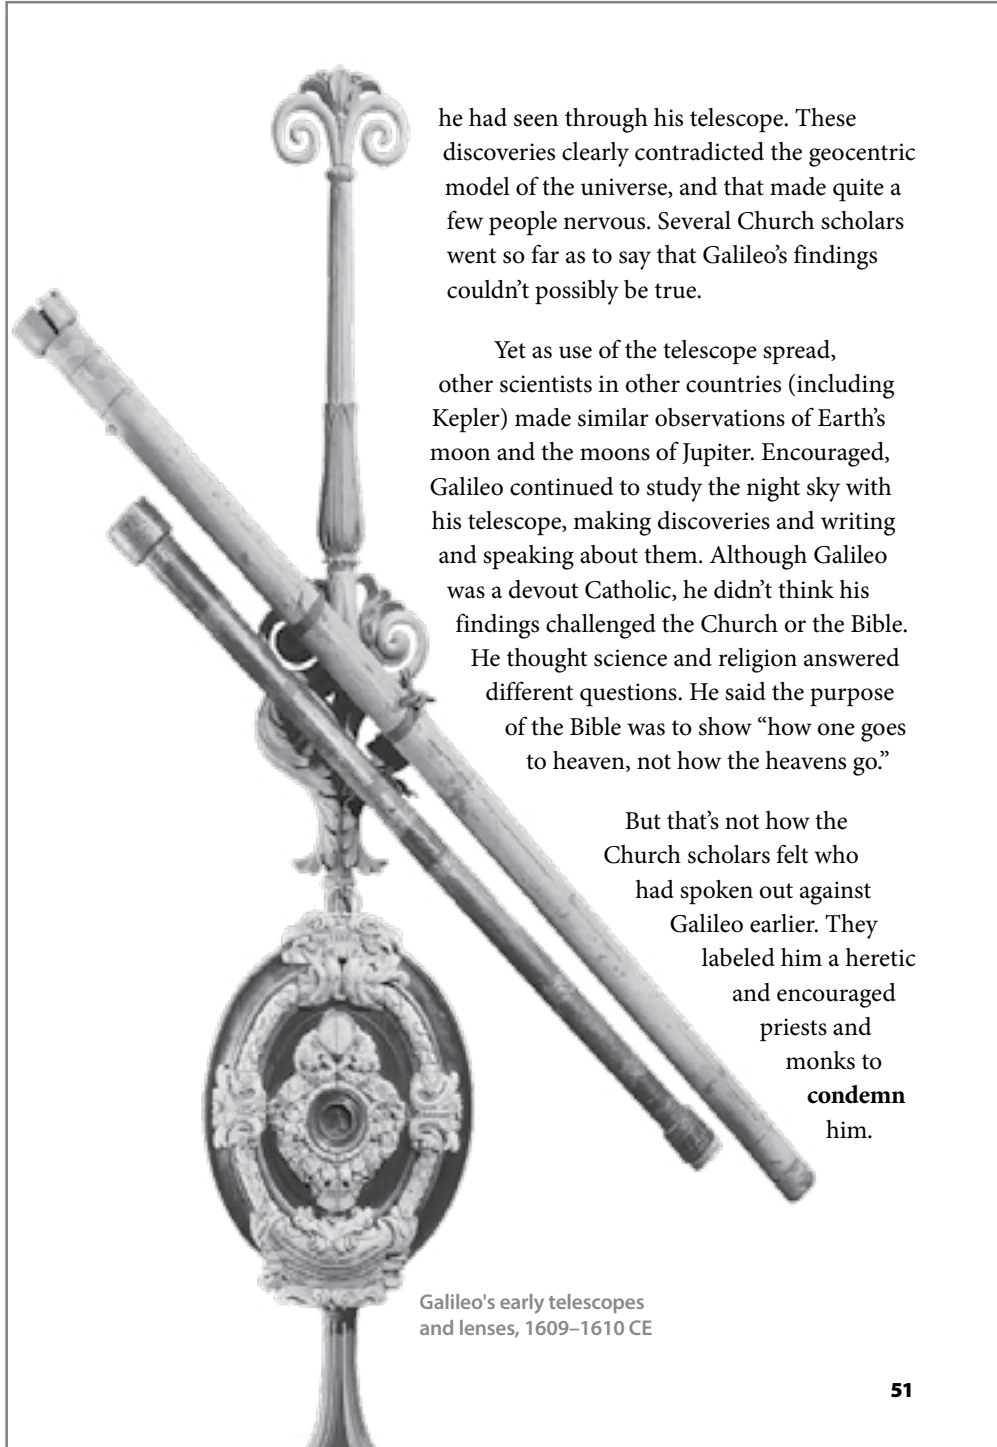 he had seen through his telescope. These
discoveries clearly contradicted the geocentric
model of the universe, and that made quite a
few people nervous. Several Church scholars
went so far as to say that Galileo’s findings
couldn’t possibly be true.
Yet as use of the telescope spread,
other scientists in other countries (including
Kepler) made similar observations of Earth’s
moon and the moons of Jupiter. Encouraged,
Galileo continued to study the night sky with
his telescope, making discoveries and writing
and speaking about them. Although Galileo
was a devout Catholic, he didn’t think his
findings challenged the Church or the Bible.
He thought science and religion answered
different questions. He said the purpose
of the Bible was to show “how one goes
to heaven, not how the heavens go.”
But that’s not how the
Church scholars felt who
had spoken out against
Galileo earlier. They
labeled him a heretic
and encouraged
priests and
monks to
condemn
him.
Galileo's early telescopes
and lenses, 1609–1610 CE
51